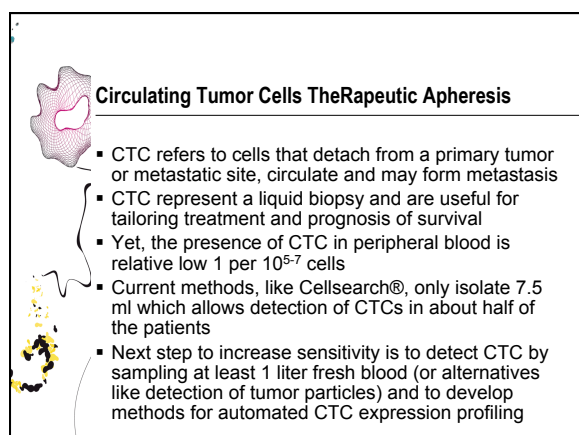 Circulating Tumor Cells TheRapeutic Apheresis
▪ CTC refers to cells that detach from a primary tumor
or metastatic site, circulate and may form metastasis
▪ CTC represent a liquid biopsy and are useful for
tailoring treatment and prognosis of survival
▪ Yet, the presence of CTC in peripheral blood is
relative low 1 per 10⁵⁻⁷ cells
▪ Current methods, like Cellsearch®, only isolate 7.5
ml which allows detection of CTCs in about half of
the patients
▪ Next step to increase sensitivity is to detect CTC by
sampling at least 1 liter fresh blood (or alternatives
like detection of tumor particles) and to develop
methods for automated CTC expression profiling